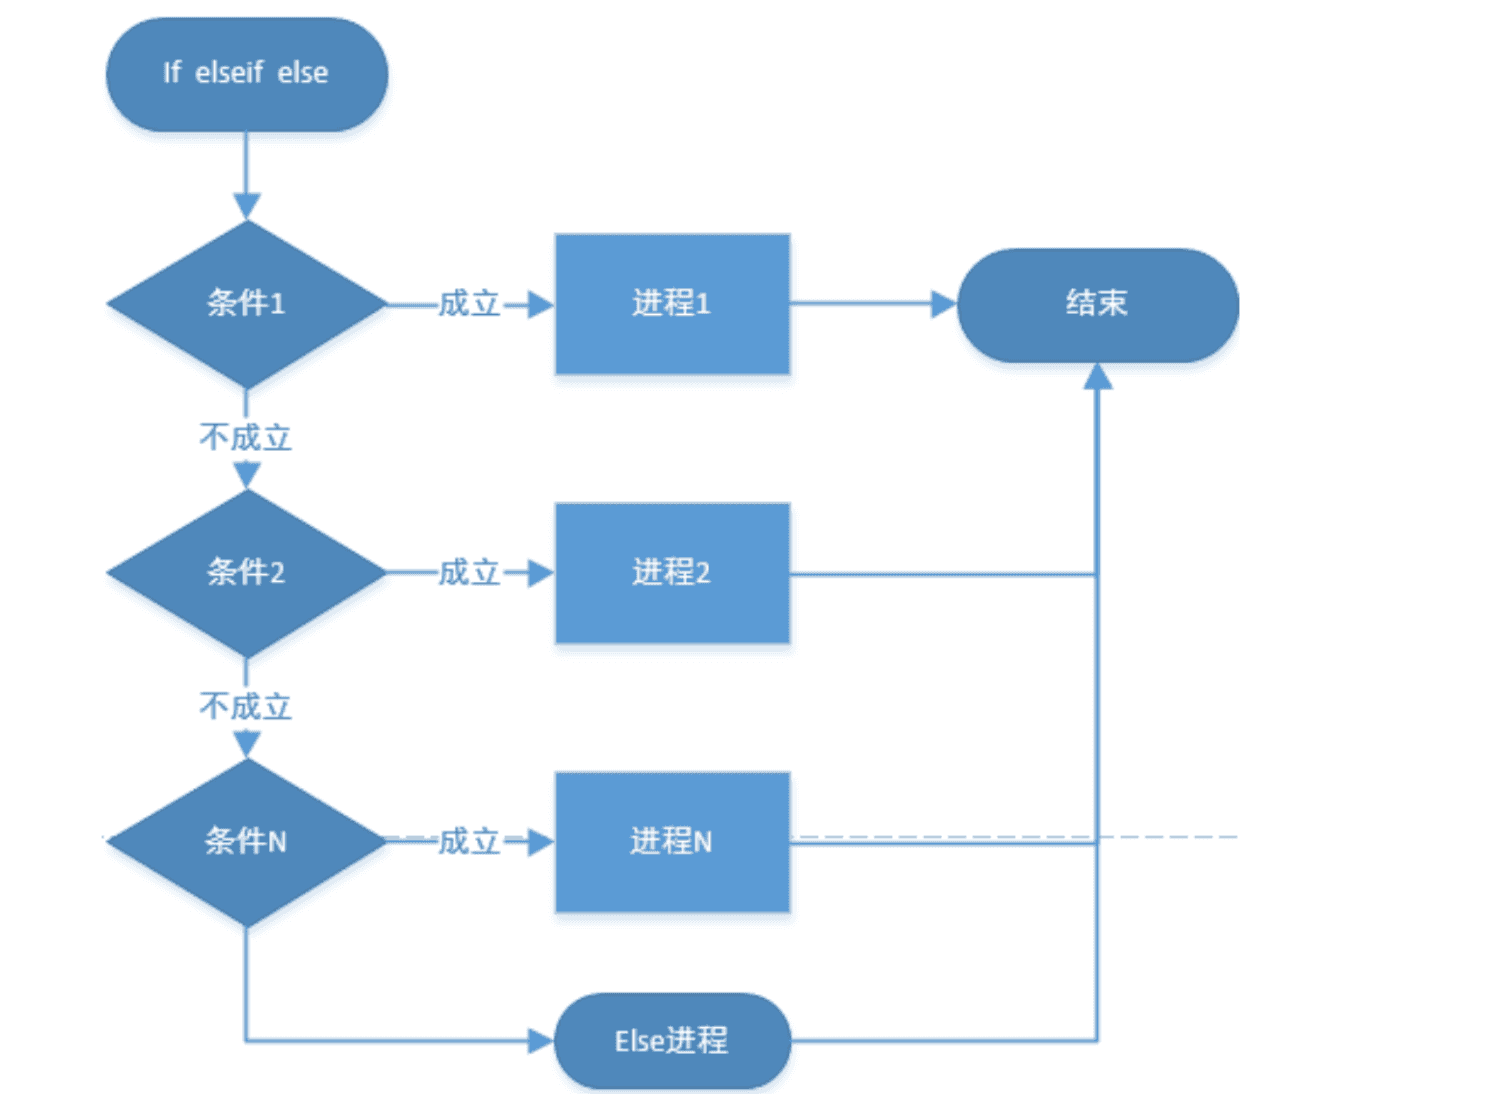 If elseif else
条件1
成立
进程1
结束
不成立
条件2
成立
进程2
不成立
条件N
成立
进程N
Else进程